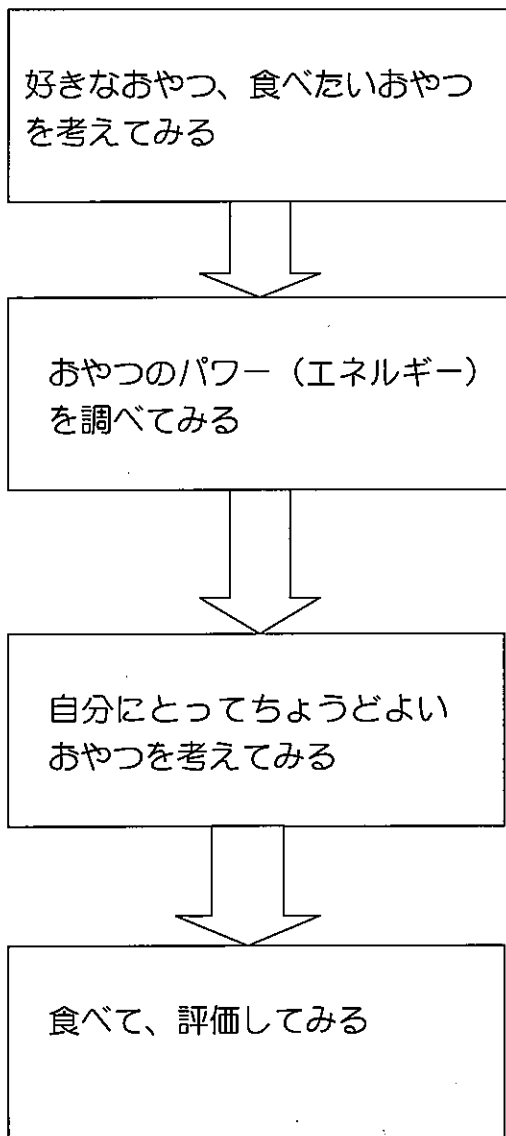 好きなおやつ、食べたいおやつ
を考えてみる
おやつのパワー（エネルギー）
を調べてみる
自分にとってちょうどよい
おやつを考えてみる
食べて、評価してみる